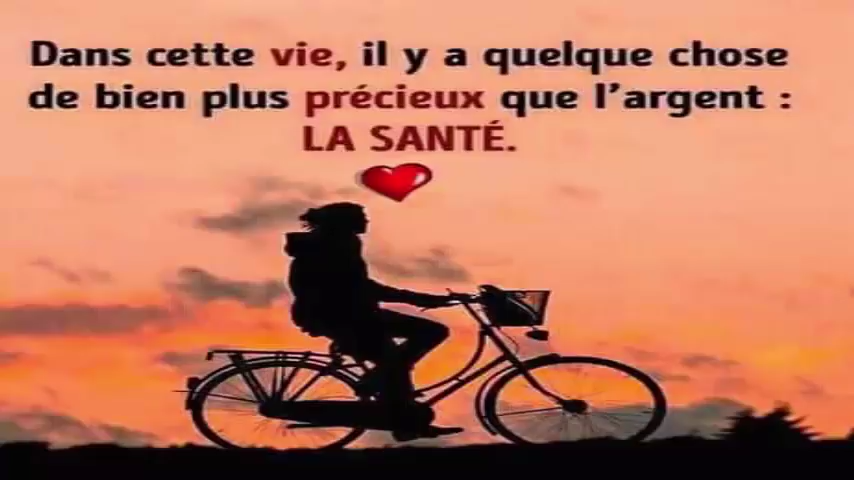 Dans cette vie, il y a quelque chose
de bien plus précieux que l'argent :
LA SANTÉ.